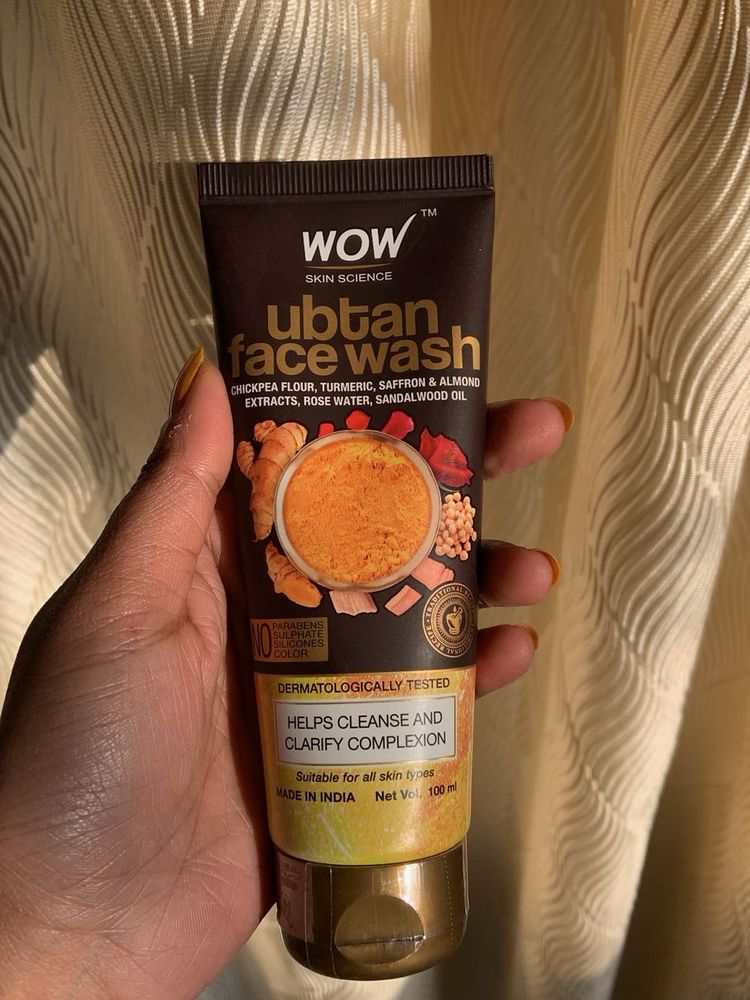 WOW™
SKIN SCIENCE
ubtan
face wash
CHICKPEA FLOUR, TURMERIC, SAFFRON & ALMOND
EXTRACTS, ROSE WATER, SANDALWOOD OIL
NO PARABENS
SULPHATE
SILICONES
COLOR
DERMATOLOGICALLY TESTED
HELPS CLEANSE AND
CLARIFY COMPLEXION
Suitable for all skin types
MADE IN INDIA Net Vol. 100 ml